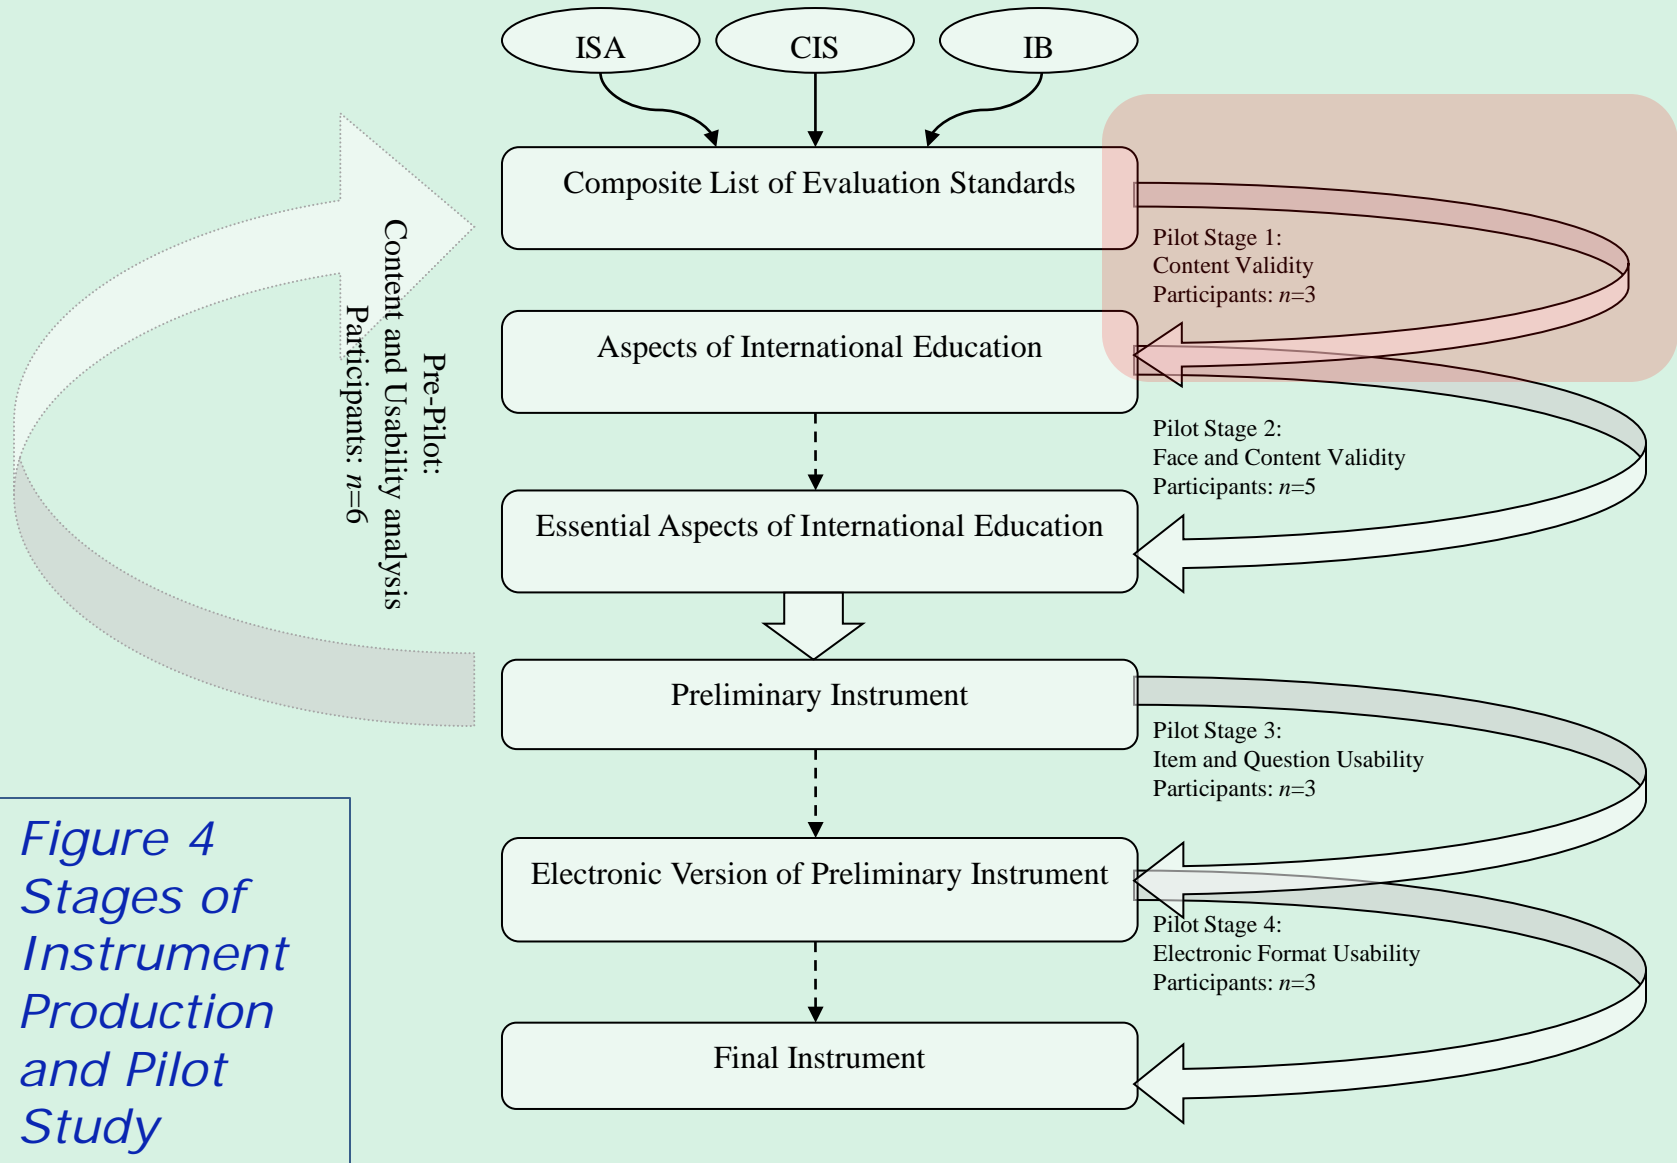 ISA
CIS
IB
Composite List of Evaluation Standards
Pilot Stage 1:
Content Validity
Participants: n=3
Aspects of International Education
Pre-Pilot:
Content and Usability analysis
Participants: n=6
Pilot Stage 2:
Face and Content Validity
Participants: n=5
Essential Aspects of International Education
Preliminary Instrument
Pilot Stage 3:
Item and Question Usability
Participants: n=3
Electronic Version of Preliminary Instrument
Pilot Stage 4:
Electronic Format Usability
Participants: n=3
Final Instrument
Figure 4
Stages of
Instrument
Production
and Pilot
Study